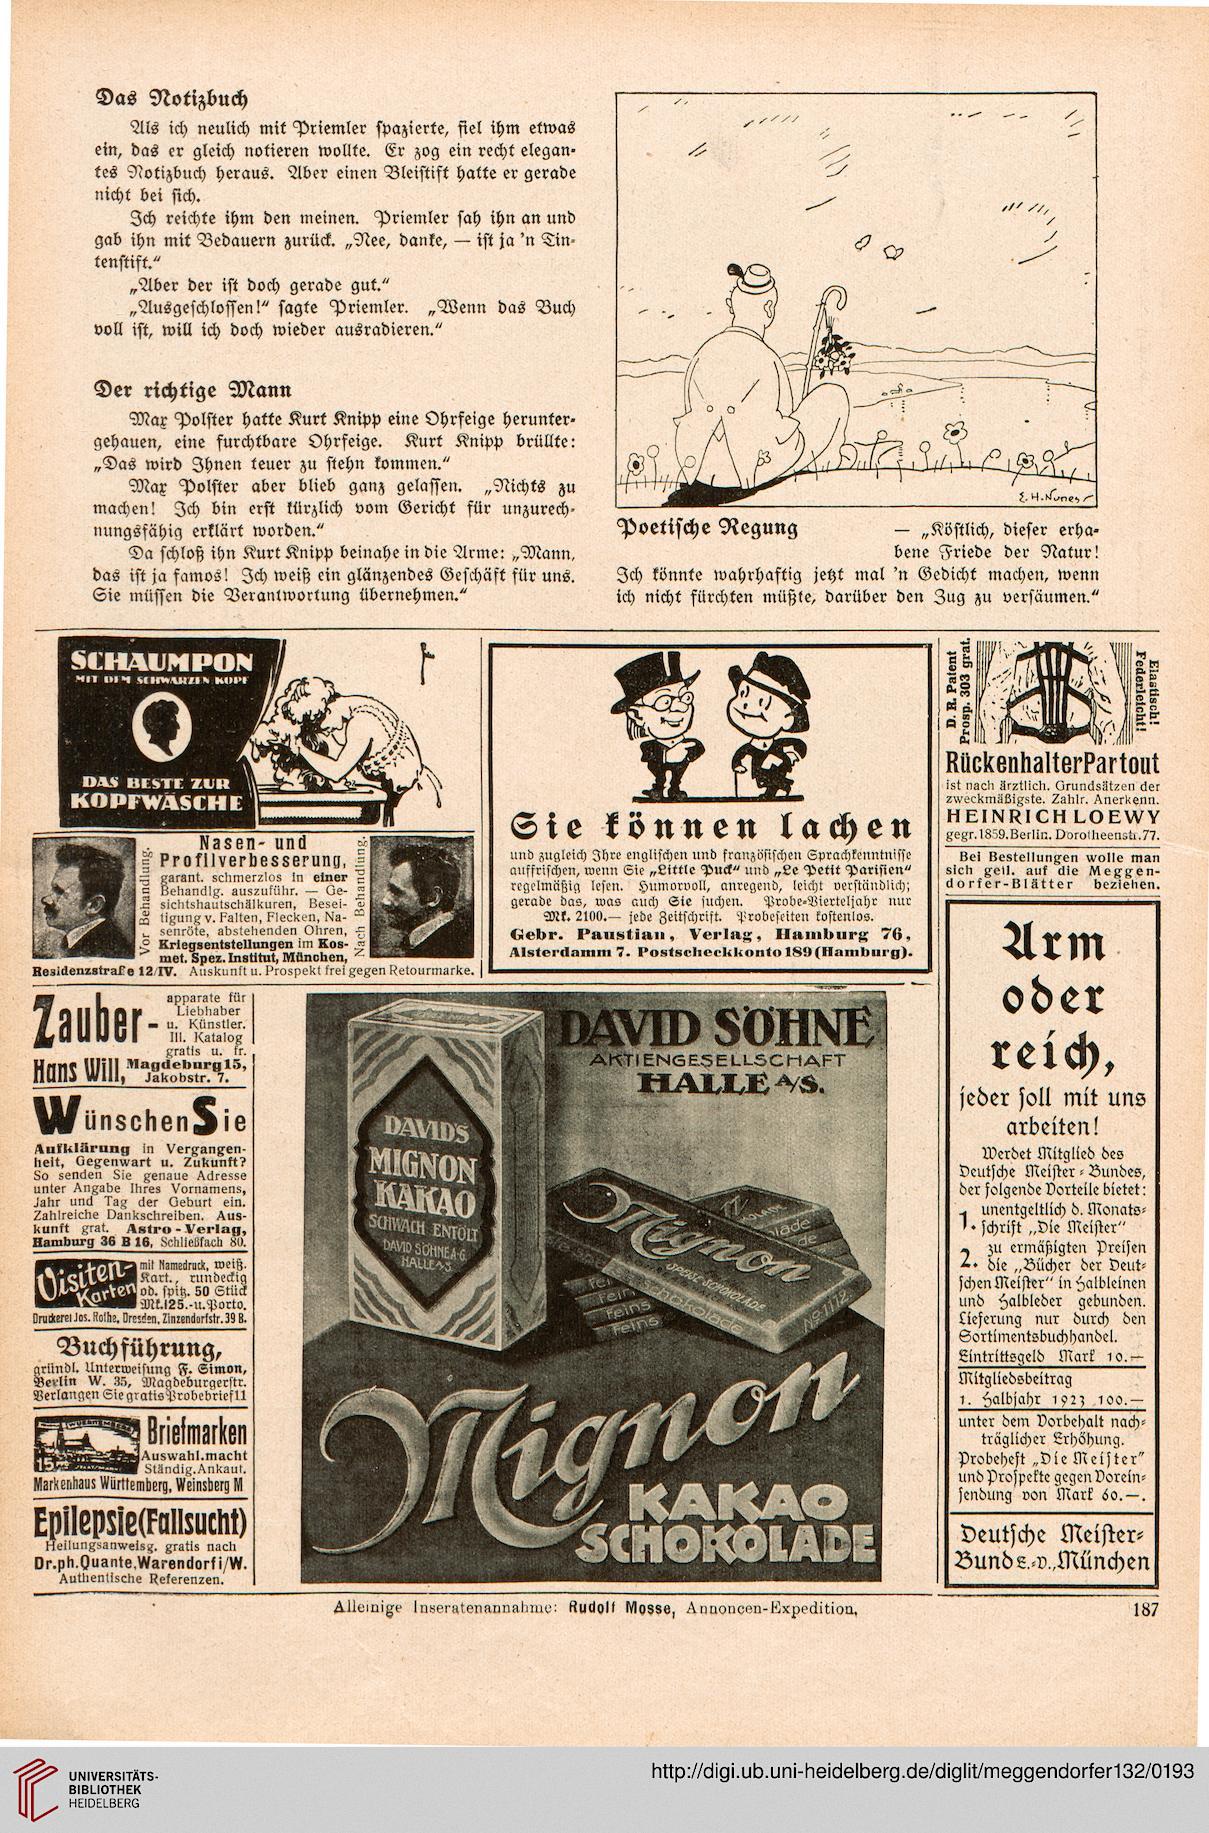 Das Notizbuch
Als ich neulich mit Priemler spazierte, fiel ihm etwas
ein, das er gleich notieren wollte. Er zog ein recht elegan-
tes Notizbuch heraus. Aber einen Bleistift hatte er gerade
nicht bei sich.
Ich reichte ihm den meinen. Priemler sah ihn an und
gab ihn mit Bedauern zurück. „Nee, danke, — ist ja 'n Tin-
tenstift."
„Aber der ist doch gerade gut."
„Ausgeschlossen!" sagte Priemler. „Wenn das Buch
voll ist, will ich doch wieder ausradieren."
Der richtige Mann
Max Polster hatte Kurt Knipp eine Ohrfeige herunter-
gehauen, eine furchtbare Ohrfeige. Kurt Knipp brüllte:
„Das wird Ihnen teuer zu stehn kommen."
Max Polster aber blieb ganz gelassen. „Nichts zu
machen! Ich bin erst kürzlich vom Gericht für unzurech-
nungsfähig erklärt worden."
Da schloß ihn Kurt Knipp beinahe in die Arme: „Mann,
das ist ja famos! Ich weiß ein glänzendes Geschäft für uns.
Sie müssen die Verantwortung übernehmen."
E.H.Nunes
Poetische Regung — „Köstlich, dieser erha-
bene Friede der Natur!
Ich könnte wahrhaftig jetzt mal 'n Gedicht machen, wenn
ich nicht fürchten müßte, darüber den Zug zu versäumen."
SCHAUMPON
MIT DEM SCHWARZEN KOPF
DAS BESTE ZUR
KOPFWÄSCHE
Vor Behandlung.
Nasen- und
Profilverbesserung,
garant. schmerzlos in einer
Behandlg. auszuführ. — Ge-
sichtshautschälkuren, Besei-
tigung v. Falten, Flecken, Na-
senröte, abstehenden Ohren,
Kriegsentstellungen im Kos-
met. Spez. Institut, München,
Nach Behandlung.
Residenzstraße 12/IV. Auskunft u. Prospekt frei gegen Retourmarke.
Sie können lachen
und zugleich Ihre englischen und französischen Sprachkenntnisse
auffrischen, wenn Sie „Little Puck" und „Le Petit Parisien"
regelmäßig lesen. Humorvoll, anregend, leicht verständlich;
gerade das, was auch Sie suchen. Probe-Vierteljahr nur
Mk. 2100.— jede Zeitschrift. Probeseiten kostenlos.
Gebr. Paustian, Verlag, Hamburg 76,
Alsterdamm 7. Postscheckkonto 189 (Hamburg).
D. R. Patent
Prosp. 303 grat.
Elastisch!
Federleicht!
Rückenhalter Partout
ist nach ärztlich. Grundsätzen der
zweckmäßigste. Zahlr. Anerkenn.
HEINRICH LOEWY
gegr. 1859. Berlin. Dorotheenstr. 77.
Bei Bestellungen wolle man
sich gefl. auf die Meggen-
dorfer-Blätter beziehen.
Zauber-
apparate für
Liebhaber
u. Künstler.
Ill. Katalog
gratis u. fr.
Hans Will, Magdeburg 15,
Jakobstr. 7.
Wünschen Sie
Aufklärung in Vergangen-
heit, Gegenwart u. Zukunft?
So senden Sie genaue Adresse
unter Angabe Ihres Vornamens,
Jahr und Tag der Geburt ein.
Zahlreiche Dankschreiben. Aus-
kunft grat. Astro-Verlag,
Hamburg 36 B 16, Schließfach 80.
Visiten-
Karten
mit Namedruck, weiß.
Kart., rundeckig
od. spitz. 50 Stück
Mk.125.-u.Porto.
Druckerei Jos. Rothe, Dresden, Zinzendorfstr. 39 B.
Buchführung,
gründl. Unterweisung F. Simon,
Berlin W. 35, Magdeburgerstr.
Verlangen Sie gratis Probebrief 11
WUERTTEMBERG
15
Briefmarken
Auswahl. macht
Ständig. Ankauf.
Markenhaus Württemberg, Weinsberg M
Epilepsie (Fallsucht)
Heilungsanweisg. gratis nach
Dr. ph. Quante, Warendorf i/W.
Authentische Referenzen.
DAVID SÖHNE
AKTIENGESELLSCHAFT
HALLE A/S.
DAVID'S
MIGNON
KAKAO
SCHWACH ENTÖLT
DAVID SÖHNE A-G
HALLE A/S.
Mignon
SPEISE SCHOKOLADE
No 1112
Feins
Feins
Mignon
KAKAO
SCHOKOLADE
Arm
oder
reich,
jeder soll mit uns
arbeiten!
Werdet Mitglied des
Deutsche Meister-Bundes,
der folgende Vorteile bietet:
1. unentgeltlich d. Monats-
schrift „Die Meister"
2. zu ermäßigten Preisen
die „Bücher der Deut-
schen Meister" in Halbleinen
und Halbleder gebunden.
Lieferung nur durch den
Sortimentsbuchhandel.
Eintrittsgeld Mark 10.—
Mitgliedsbeitrag
1. Halbjahr 1923 100.—
unter dem Vorbehalt nach-
träglicher Erhöhung.
Probeheft „Die Meister"
und Prospekte gegen Vorein-
sendung von Mark 60.—.
Deutsche Meister-
Bund E.-V., München
Alleinige Inseratenannahme: Rudolf Mosse, Annoncen-Expedition,
187
UNIVERSITÄTS-
BIBLIOTHEK
HEIDELBERG
http://digi.ub.uni-heidelberg.de/diglit/meggendorfer132/0193